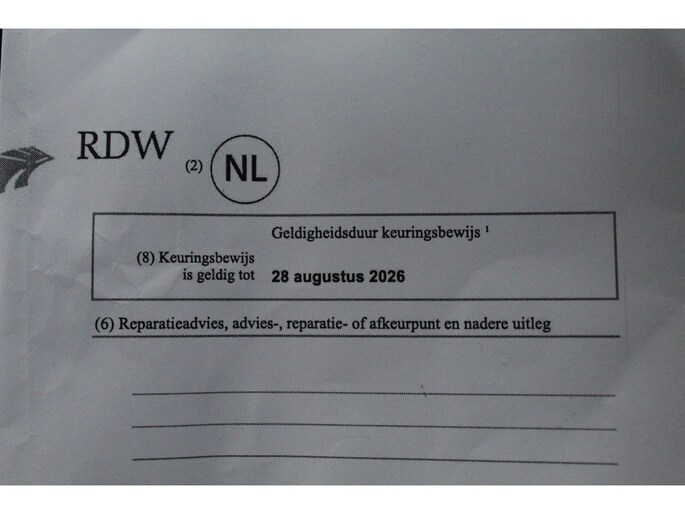 RDW (2) NL
Geldigheidsduur keuringsbewijs ¹
(8) Keuringsbewijs
is geldig tot 28 augustus 2026
(6) Reparatieadvies, advies-, reparatie- of afkeurpunt en nadere uitleg